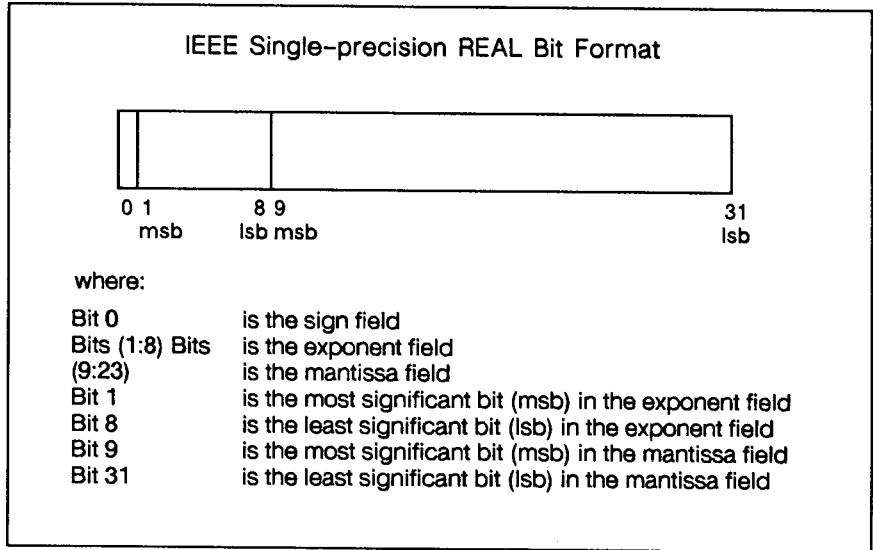 IEEE Single-precision REAL Bit Format
0 1 8 9 31
msb lsb msb lsb
where:
Bit 0 is the sign field
Bits (1:8) Bits is the exponent field
(9:23) is the mantissa field
Bit 1 is the most significant bit (msb) in the exponent field
Bit 8 is the least significant bit (lsb) in the exponent field
Bit 9 is the most significant bit (msb) in the mantissa field
Bit 31 is the least significant bit (lsb) in the mantissa field